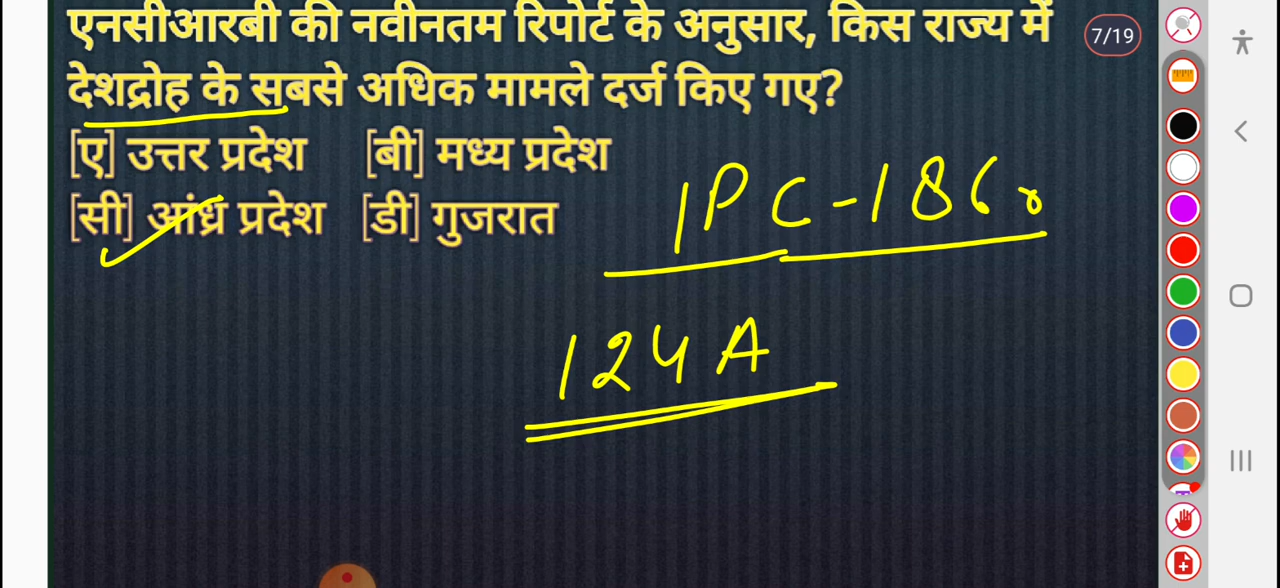 एनसीआरबी की नवीनतम रिपोर्ट के अनुसार, किस राज्य में
7/19
देशद्रोह के सबसे अधिक मामले दर्ज किए गए?
[ए] उत्तर प्रदेश [बी] मध्य प्रदेश
[सी] आंध्र प्रदेश [डी] गुजरात
IPC-1860
124A